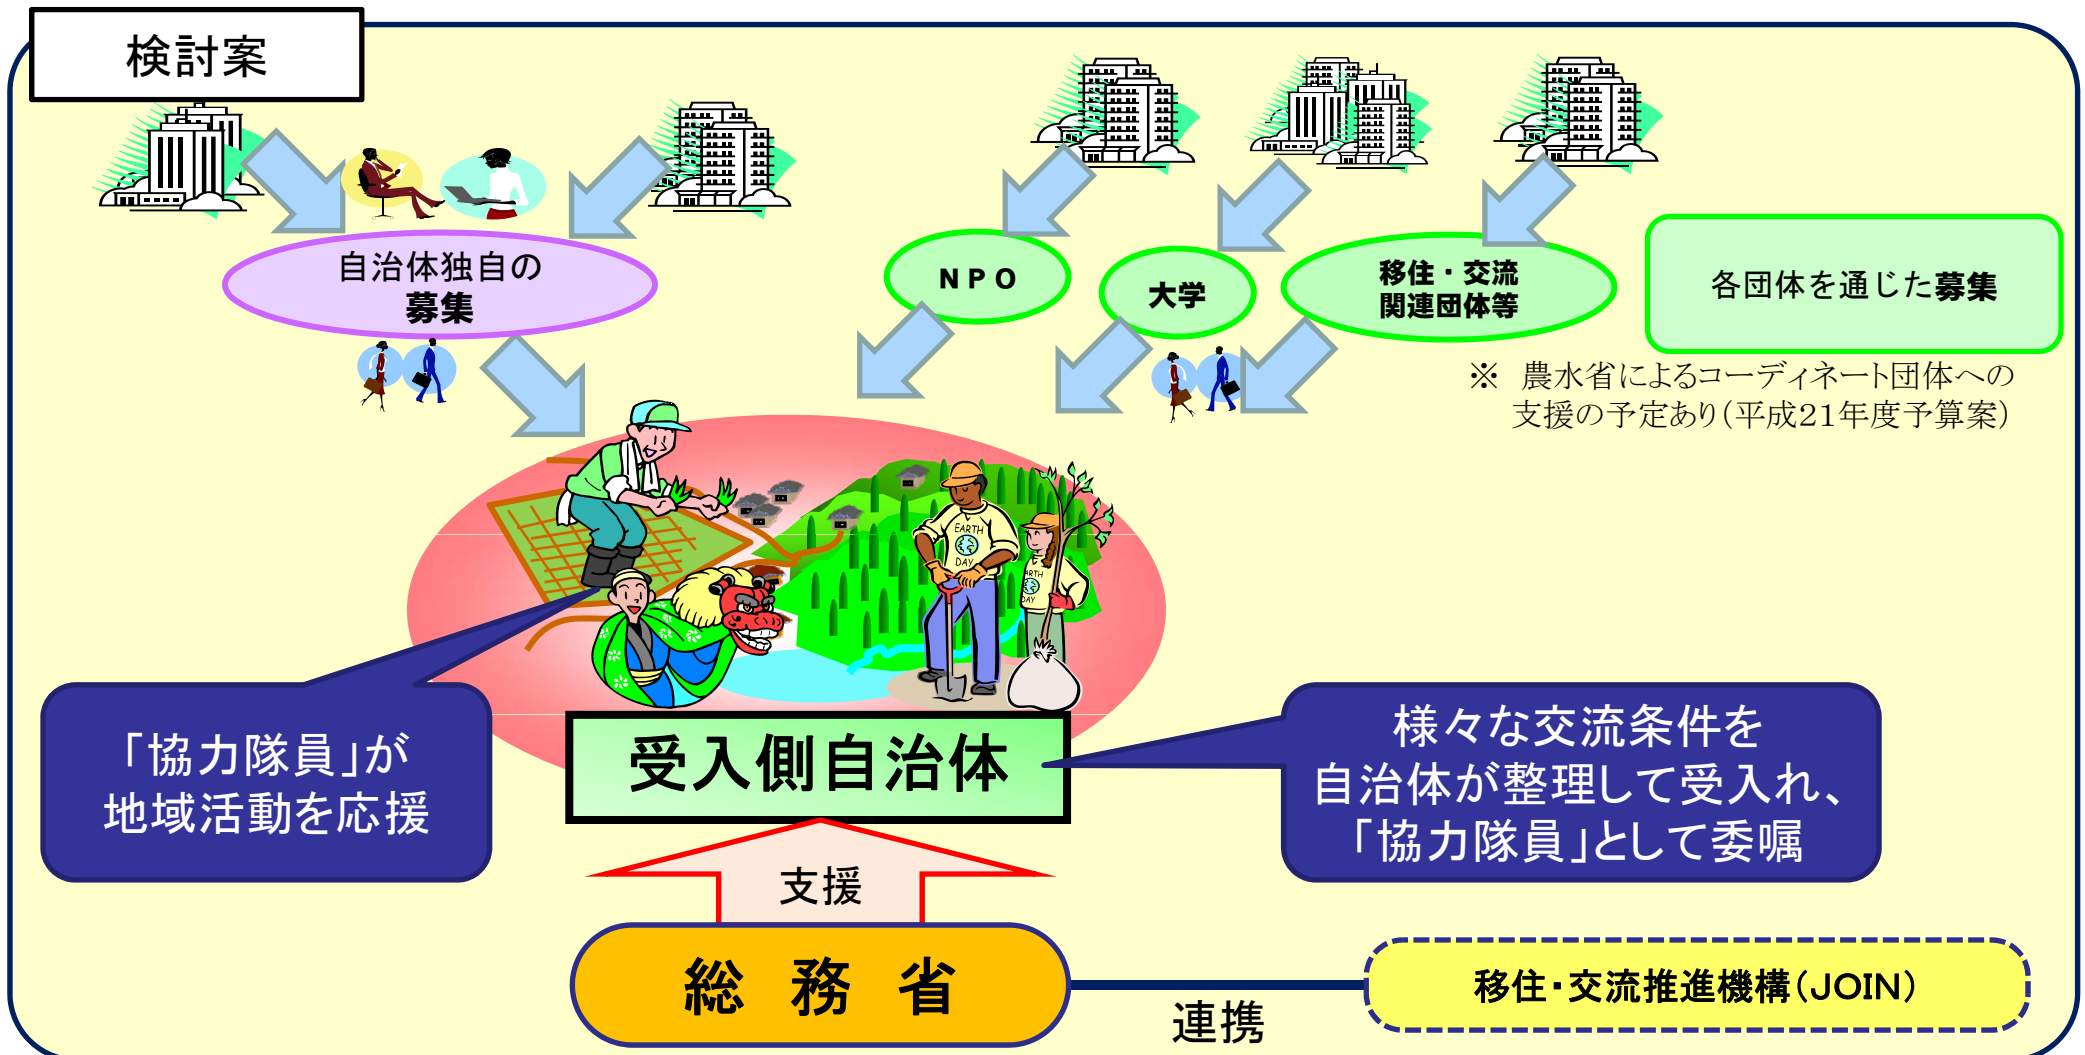 検討案
自治体独自の
募集
ＮＰＯ
大学
移住・交流
関連団体等
各団体を通じた募集
※　農水省によるコーディネート団体への
支援の予定あり（平成２１年度予算案）
EARTH
DAY
ARTH
DAY
「協力隊員」が
地域活動を応援
受入側自治体
様々な交流条件を
自治体が整理して受入れ、
「協力隊員」として委嘱
支援
総　務　省
連携
移住・交流推進機構（ＪＯＩＮ）